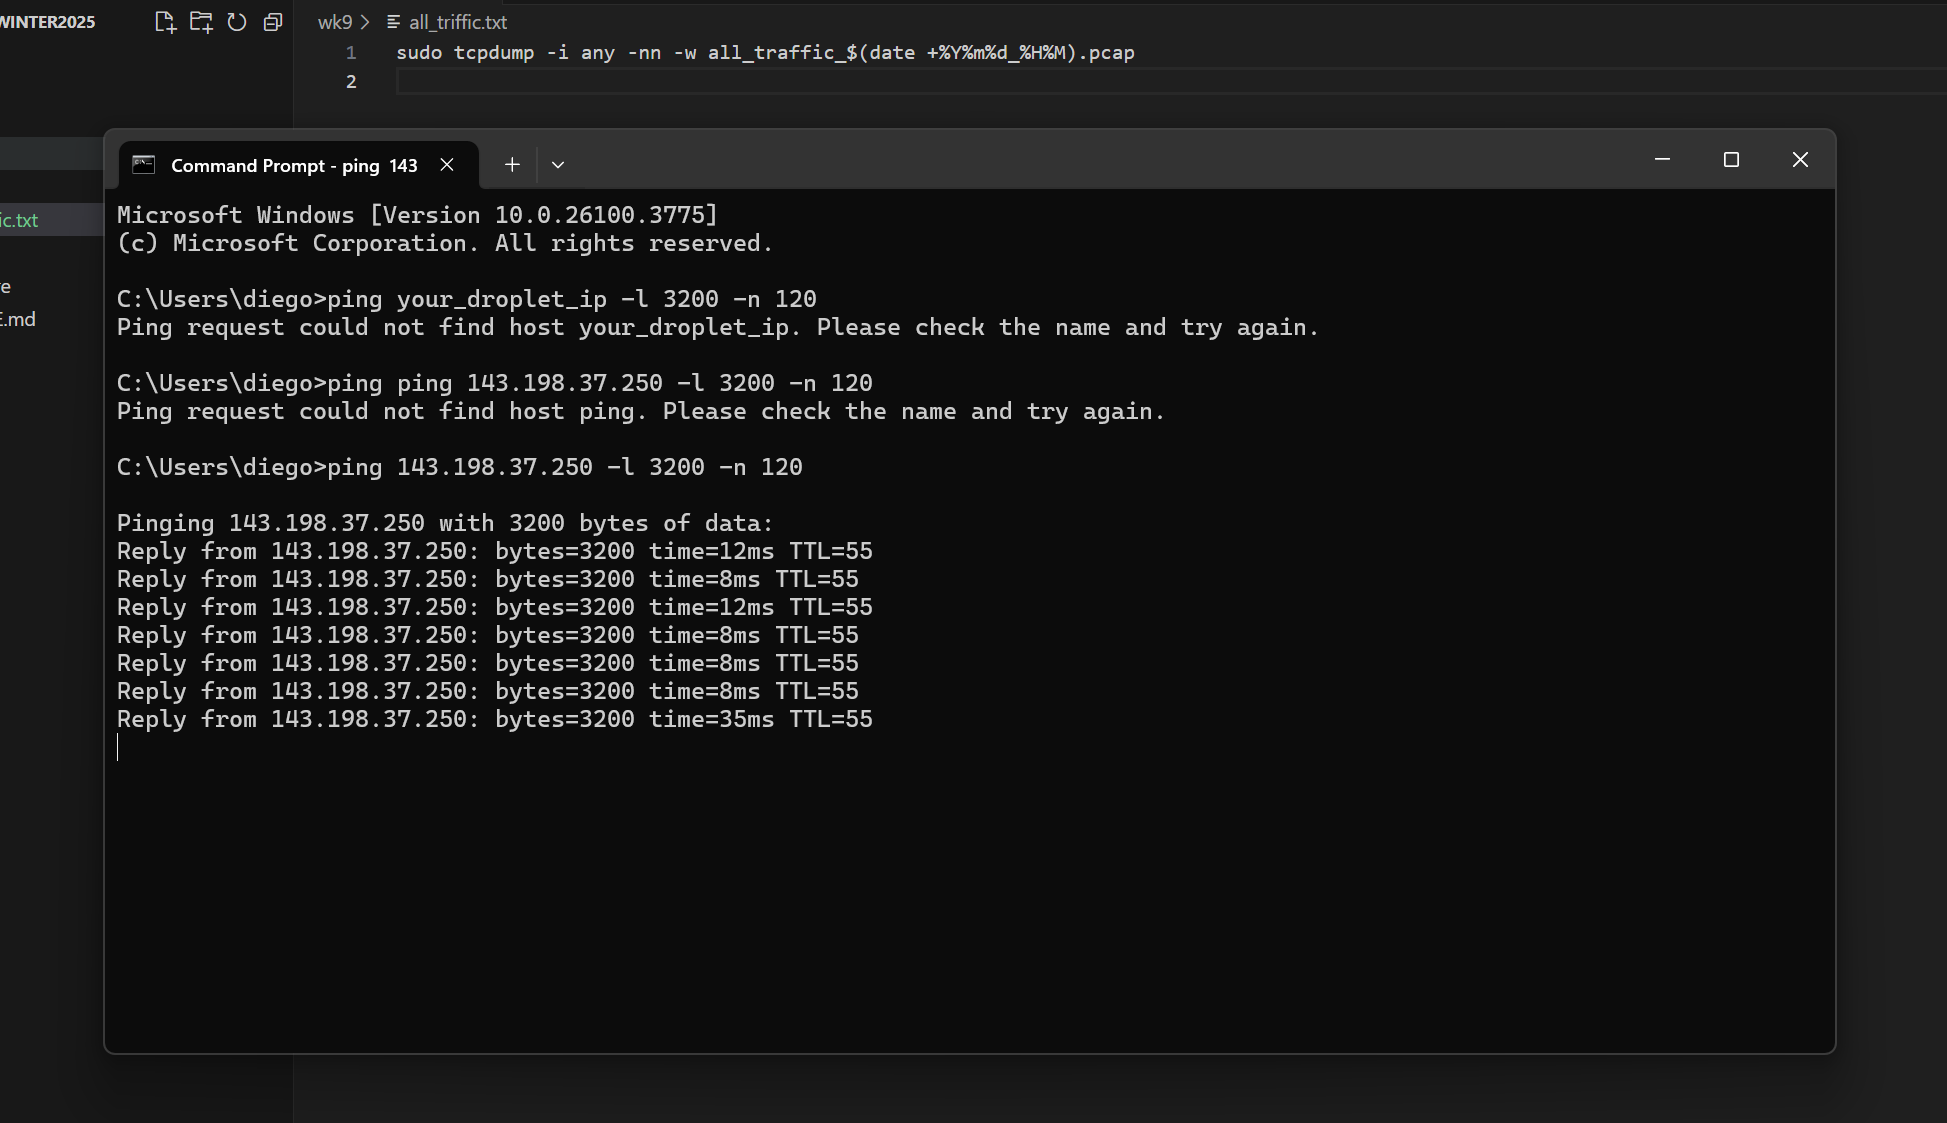 WINTER2025
wk9 > all_triffic.txt
1 sudo tcpdump -i any -nn -w all_traffic_$(date +%Y%m%d_%H%M).pcap
2
Command Prompt - ping 143
Microsoft Windows [Version 10.0.26100.3775]
(c) Microsoft Corporation. All rights reserved.
C:\Users\diego>ping your_droplet_ip -l 3200 -n 120
Ping request could not find host your_droplet_ip. Please check the name and try again.
C:\Users\diego>ping ping 143.198.37.250 -l 3200 -n 120
Ping request could not find host ping. Please check the name and try again.
C:\Users\diego>ping 143.198.37.250 -l 3200 -n 120
Pinging 143.198.37.250 with 3200 bytes of data:
Reply from 143.198.37.250: bytes=3200 time=12ms TTL=55
Reply from 143.198.37.250: bytes=3200 time=8ms TTL=55
Reply from 143.198.37.250: bytes=3200 time=12ms TTL=55
Reply from 143.198.37.250: bytes=3200 time=8ms TTL=55
Reply from 143.198.37.250: bytes=3200 time=8ms TTL=55
Reply from 143.198.37.250: bytes=3200 time=8ms TTL=55
Reply from 143.198.37.250: bytes=3200 time=35ms TTL=55
ic.txt
e
E.md